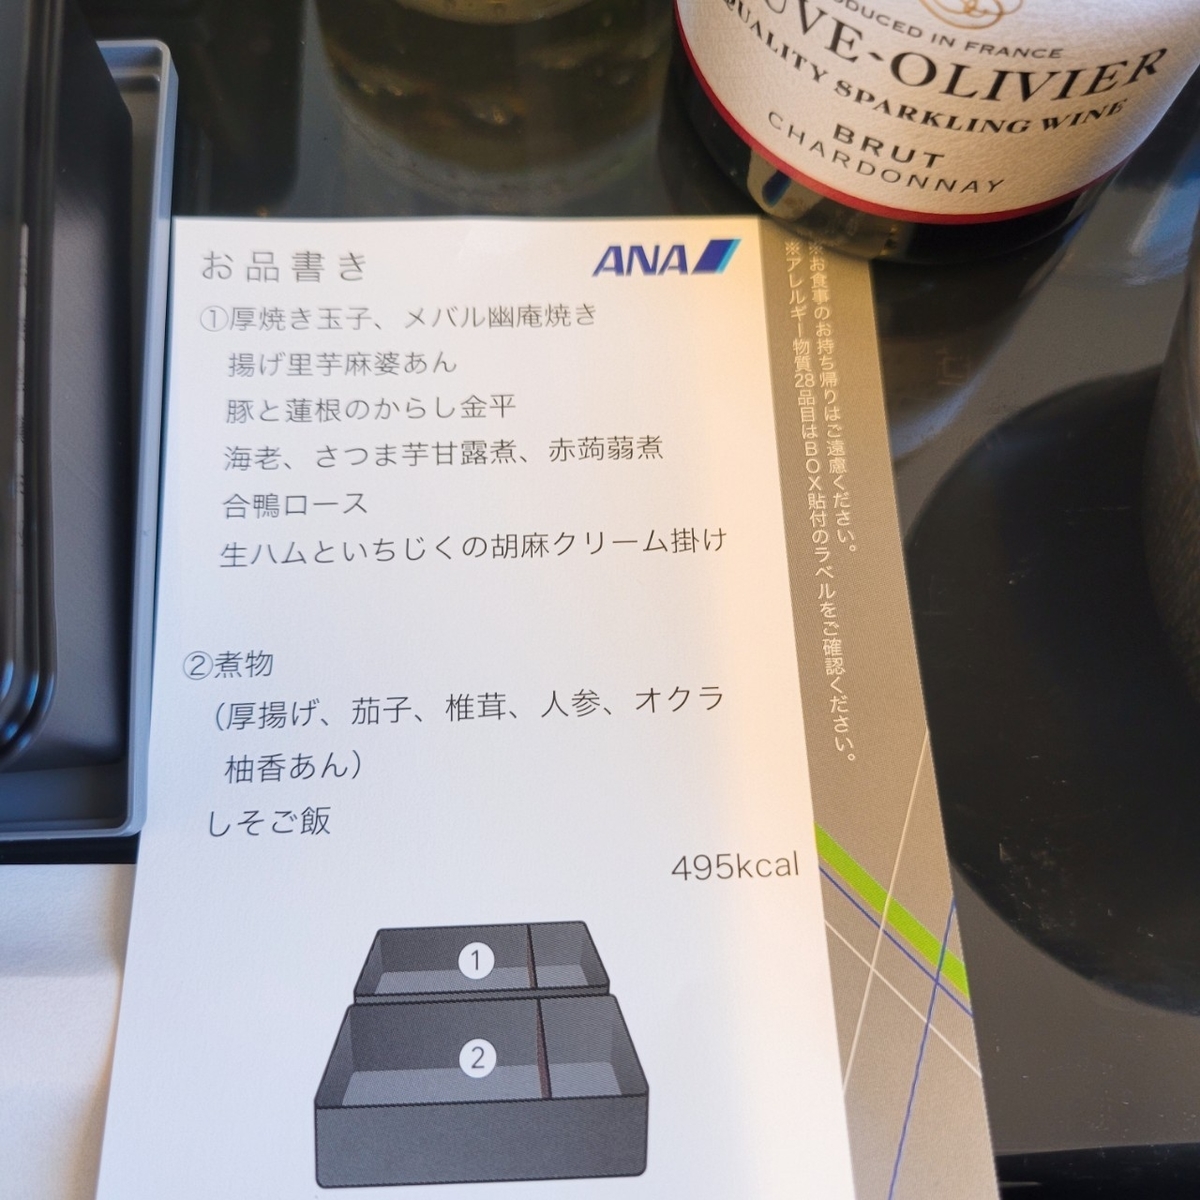 PRODUCED IN FRANCE
UVE-OLIVIER
QUALITY SPARKLING WINE
BRUT
CHARDONNAY
お品書き
ANA
①厚焼き玉子、メバル幽庵焼き
揚げ里芋麻婆あん
豚と蓮根のからし金平
海老、さつま芋甘露煮、赤蒟蒻煮
合鴨ロース
生ハムといちじくの胡麻クリーム掛け
②煮物
（厚揚げ、茄子、椎茸、人参、オクラ
柚香あん）
しそご飯
495kcal
1
2
※お食事のお持ち帰りはご遠慮ください。
※アレルギー物質28品目はBOX貼付のラベルをご確認ください。